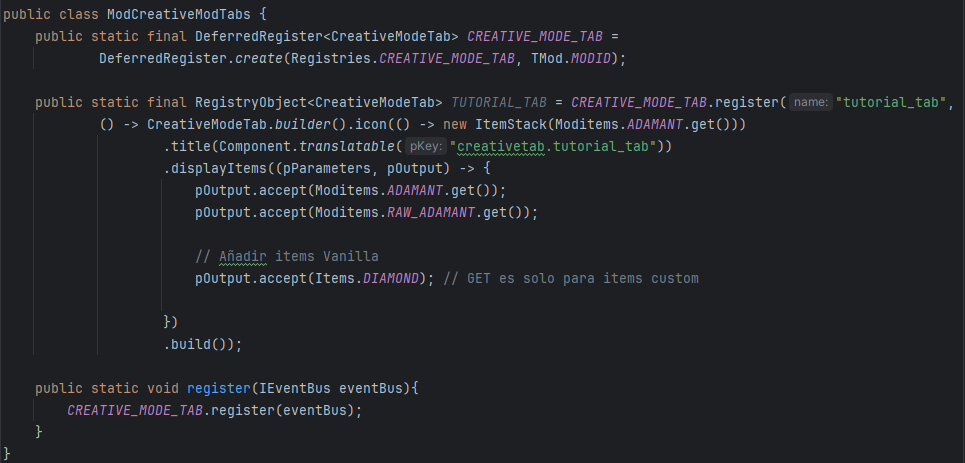 public class ModCreativeModTabs {
public static final DeferredRegister<CreativeModeTab> CREATIVE_MODE_TAB =
DeferredRegister.create(Registries.CREATIVE_MODE_TAB, TMod.MODID);
public static final RegistryObject<CreativeModeTab> TUTORIAL_TAB = CREATIVE_MODE_TAB.register( name: "tutorial_tab",
() -> CreativeModeTab.builder().icon(() -> new ItemStack(Moditems.ADAMANT.get()))
.title(Component.translatable( pKey: "creativetab.tutorial_tab"))
.displayItems((pParameters, pOutput) -> {
pOutput.accept(Moditems.ADAMANT.get());
pOutput.accept(Moditems.RAW_ADAMANT.get());
// Añadir items Vanilla
pOutput.accept(Items.DIAMOND); // GET es solo para items custom
})
.build());
public static void register(IEventBus eventBus){
CREATIVE_MODE_TAB.register(eventBus);
}
}